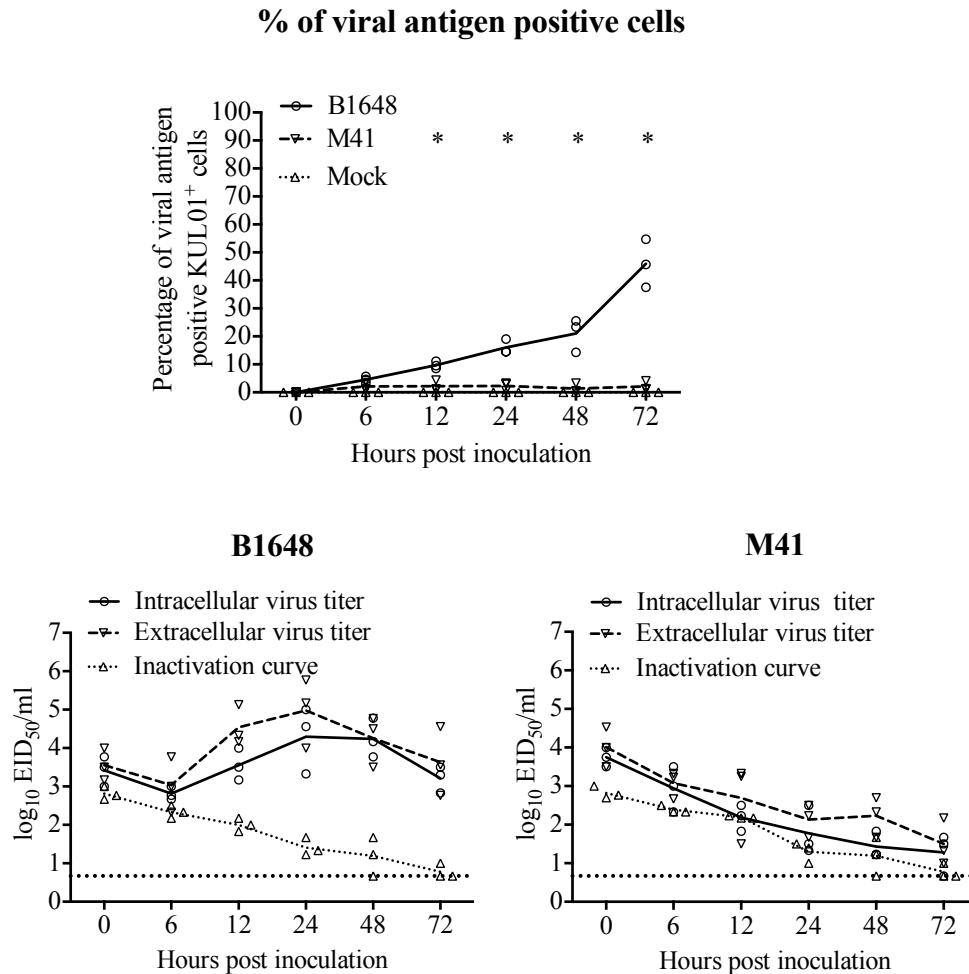 % of viral antigen positive cells
B1648
M41
Mock
Percentage of viral antigen
positive KUL01⁺ cells
100
90
80
70
60
50
40
30
20
10
0
* * * *
0 6 12 24 48 72
Hours post inoculation
B1648
Intracellular virus titer
Extracellular virus titer
Inactivation curve
log₁₀ EID₅₀/ml
7
6
5
4
3
2
1
0
0 6 12 24 48 72
Hours post inoculation
M41
Intracellular virus titer
Extracellular virus titer
Inactivation curve
log₁₀ EID₅₀/ml
7
6
5
4
3
2
1
0
0 6 12 24 48 72
Hours post inoculation